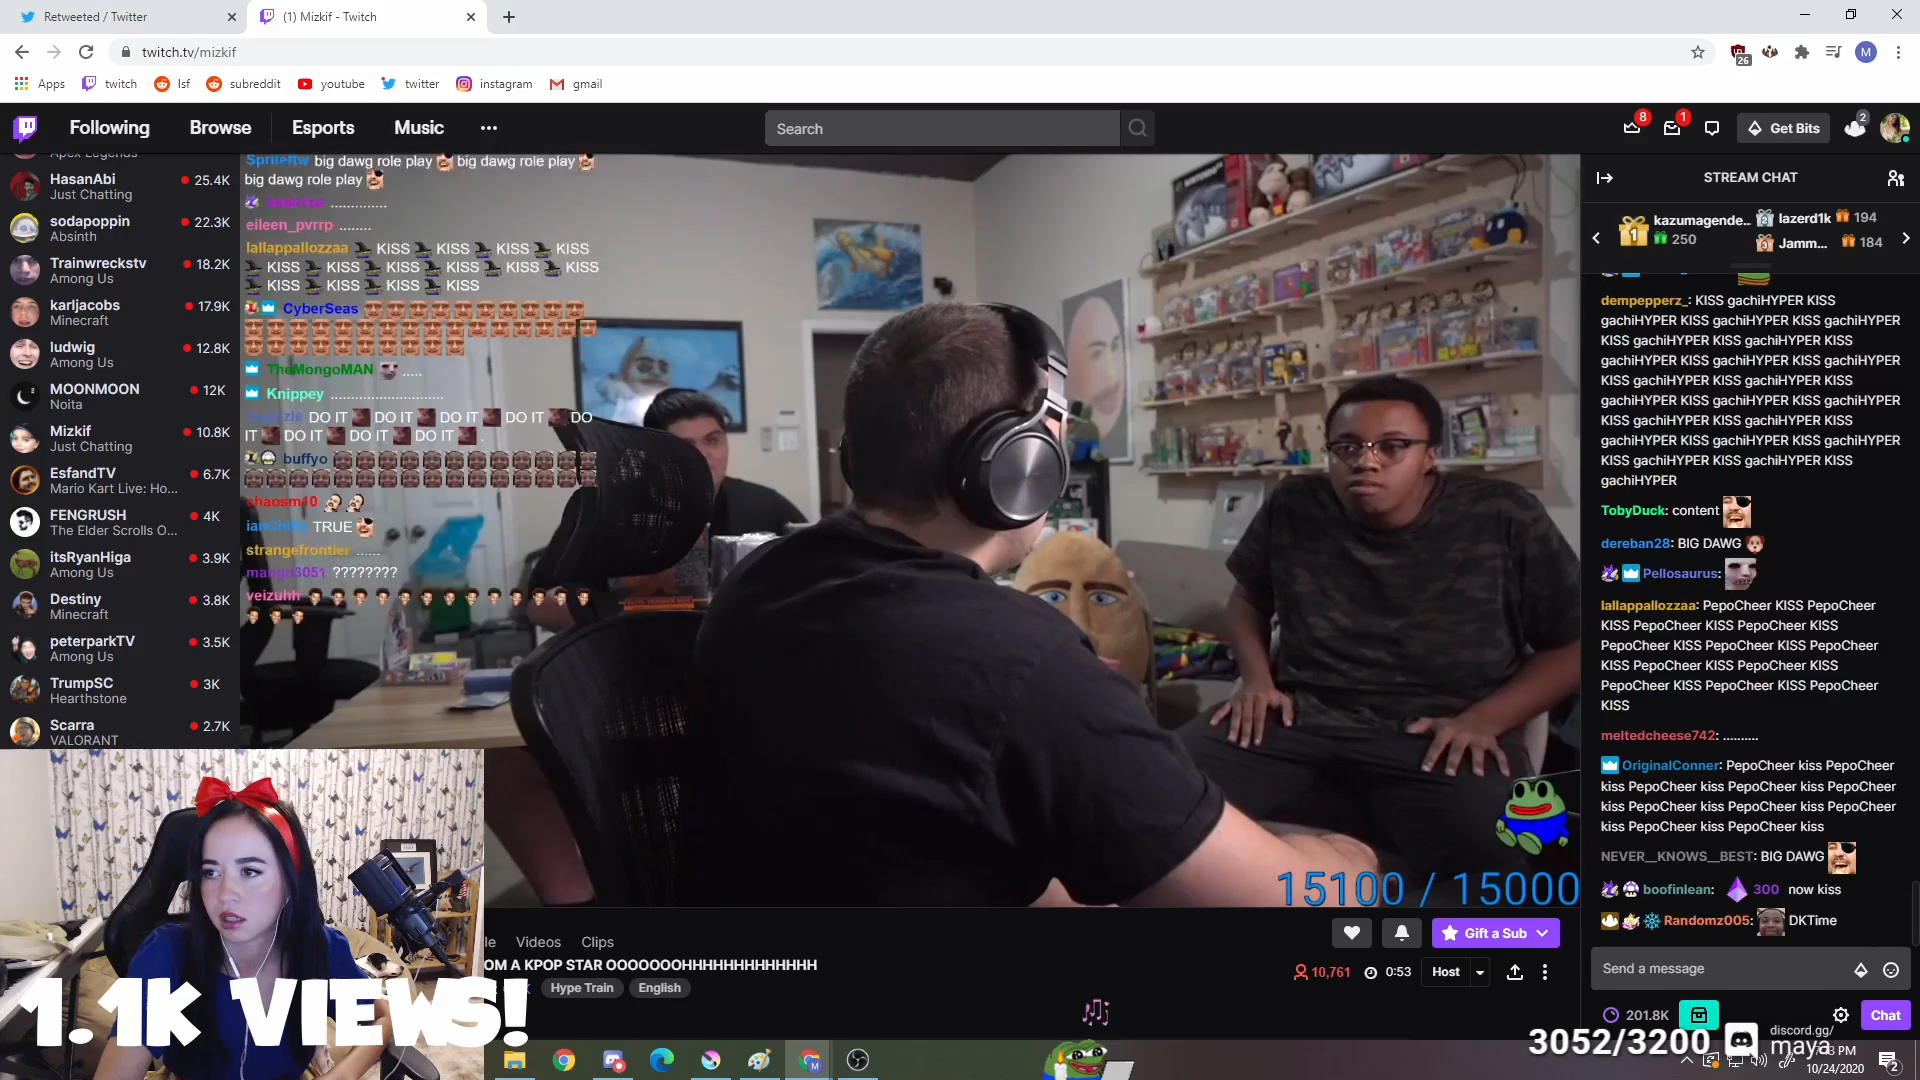 Retweeted / Twitter
(1) Mizkif - Twitch
twitch.tv/mizkif
26
M
Apps
twitch
lsf
subreddit
youtube
twitter
instagram
gmail
Following
Browse
Esports
Music
Search
8
1
Get Bits
2
Apex Legends
HasanAbi
25.4K
Just Chatting
sodapoppin
22.3K
Absinth
Trainwreckstv
18.2K
Among Us
karljacobs
17.9K
Minecraft
ludwig
12.8K
Among Us
MOONMOON
12K
Noita
Mizkif
10.8K
Just Chatting
EsfandTV
6.7K
Mario Kart Live: Ho...
FENGRUSH
4K
The Elder Scrolls O...
itsRyanHiga
3.9K
Among Us
Destiny
3.8K
Minecraft
peterparkTV
3.5K
Among Us
TrumpSC
3K
Hearthstone
Scarra
2.7K
VALORANT
Spriteftw big dawg role play big dawg role play
big dawg role play
..............
eileen_pvrrp ........
lallappallozzaa KISS KISS KISS KISS
KISS KISS KISS KISS KISS KISS
KISS KISS KISS KISS
CyberSeas
TheMongoMAN .....
Knippey ...........................
DO IT DO IT DO IT DO IT DO
IT DO IT DO IT DO IT .
buffyo
chaosm10
TRUE
strangefrontier ......
mango3051 ????????
veizuhh
15100 / 15000
STREAM CHAT
1
kazumagende..
250
2
lazerd1k
194
3
Jamm...
184
dempepperz_: KISS gachiHYPER KISS
gachiHYPER KISS gachiHYPER KISS gachiHYPER
KISS gachiHYPER KISS gachiHYPER KISS
gachiHYPER KISS gachiHYPER KISS gachiHYPER
KISS gachiHYPER KISS gachiHYPER KISS
gachiHYPER KISS gachiHYPER KISS gachiHYPER
KISS gachiHYPER KISS gachiHYPER KISS
gachiHYPER KISS gachiHYPER KISS gachiHYPER
KISS gachiHYPER KISS gachiHYPER KISS
gachiHYPER
TobyDuck: content
dereban28: BIG DAWG
Pellosaurus:
lallappallozzaa: PepoCheer KISS PepoCheer
KISS PepoCheer KISS PepoCheer KISS
PepoCheer KISS PepoCheer KISS PepoCheer
KISS PepoCheer KISS PepoCheer KISS
PepoCheer KISS PepoCheer KISS PepoCheer
KISS
meltedcheese742: ..........
OriginalConner: PepoCheer kiss PepoCheer
kiss PepoCheer kiss PepoCheer kiss PepoCheer
kiss PepoCheer kiss PepoCheer kiss PepoCheer
kiss PepoCheer kiss PepoCheer kiss
NEVER__KNOWS__BEST: BIG DAWG
boofinlean: 300 now kiss
Randomz005: DKTime
Send a message
201.8K
Chat
le
Videos
Clips
Gift a Sub
OM A KPOP STAR OOOOOOOHHHHHHHHHHHHH
10,761
0:53
Host
Hype Train
English
1.1K VIEWS!
3052/3200
discord.gg/
maya
PM
10/24/2020
2